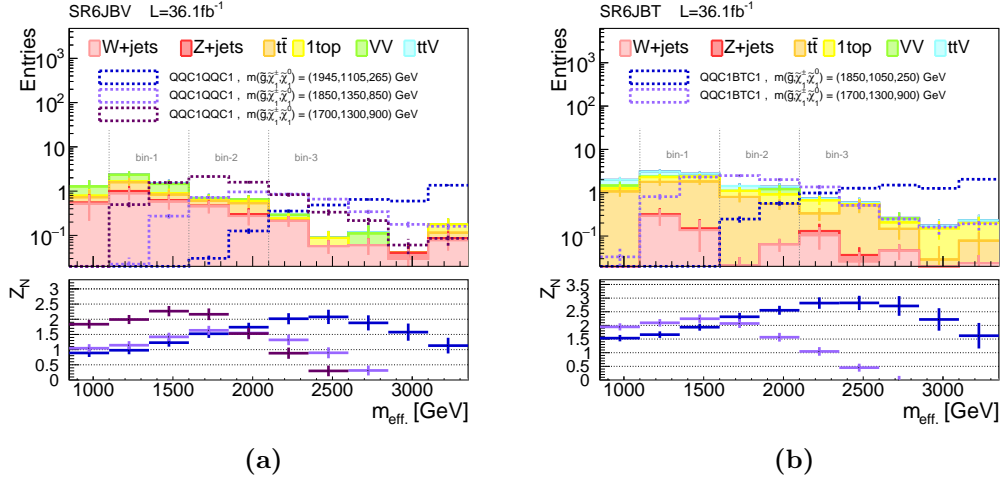 SR6JBV L=36.1fb⁻¹
Entries
W+jets Z+jets tt̄ 1top VV ttV
QQC1QQC1 , m(g̃,χ̃₁±,χ̃₁⁰) = (1945,1105,265) GeV
QQC1QQC1 , m(g̃,χ̃₁±,χ̃₁⁰) = (1850,1350,850) GeV
QQC1QQC1 , m(g̃,χ̃₁±,χ̃₁⁰) = (1700,1300,900) GeV
10³
10²
10
1
10⁻¹
bin-1 bin-2 bin-3
Z_N
3
2.5
2
1.5
1
0.5
0
1000 1500 2000 2500 3000
m_eff. [GeV]
(a)
SR6JBT L=36.1fb⁻¹
Entries
W+jets Z+jets tt̄ 1top VV ttV
QQC1BTC1 , m(g̃,χ̃₁±,χ̃₁⁰) = (1850,1050,250) GeV
QQC1BTC1 , m(g̃,χ̃₁±,χ̃₁⁰) = (1700,1300,900) GeV
10³
10²
10
1
10⁻¹
bin-1 bin-2 bin-3
Z_N
3.5
3
2.5
2
1.5
1
0.5
0
1000 1500 2000 2500 3000
m_eff. [GeV]
(b)